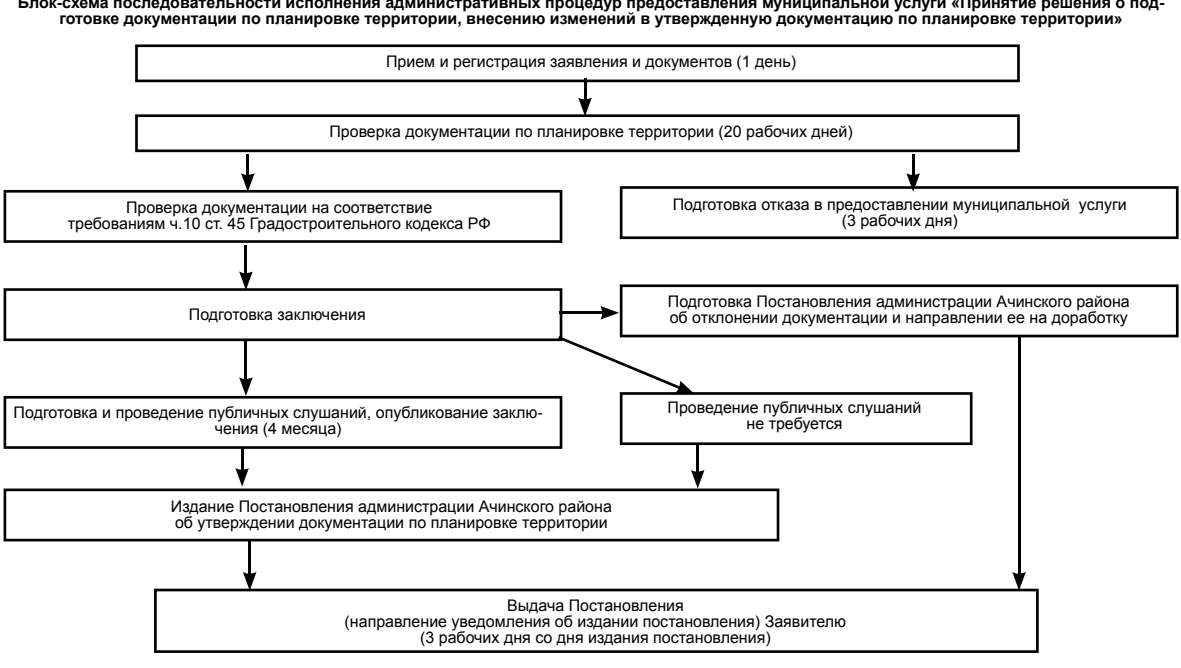 Блок-схема последовательности исполнения административных процедур предоставления муниципальной услуги «Принятие решения о под-
готовке документации по планировке территории, внесению изменений в утвержденную документацию по планировке территории»
Прием и регистрация заявления и документов (1 день)
Проверка документации по планировке территории (20 рабочих дней)
Проверка документации на соответствие
требованиям ч.10 ст. 45 Градостроительного кодекса РФ
Подготовка отказа в предоставлении муниципальной услуги
(3 рабочих дня)
Подготовка заключения
Подготовка Постановления администрации Ачинского района
об отклонении документации и направлении ее на доработку
Подготовка и проведение публичных слушаний, опубликование заклю-
чения (4 месяца)
Проведение публичных слушаний
не требуется
Издание Постановления администрации Ачинского района
об утверждении документации по планировке территории
Выдача Постановления
(направление уведомления об издании постановления) Заявителю
(3 рабочих дня со дня издания постановления)